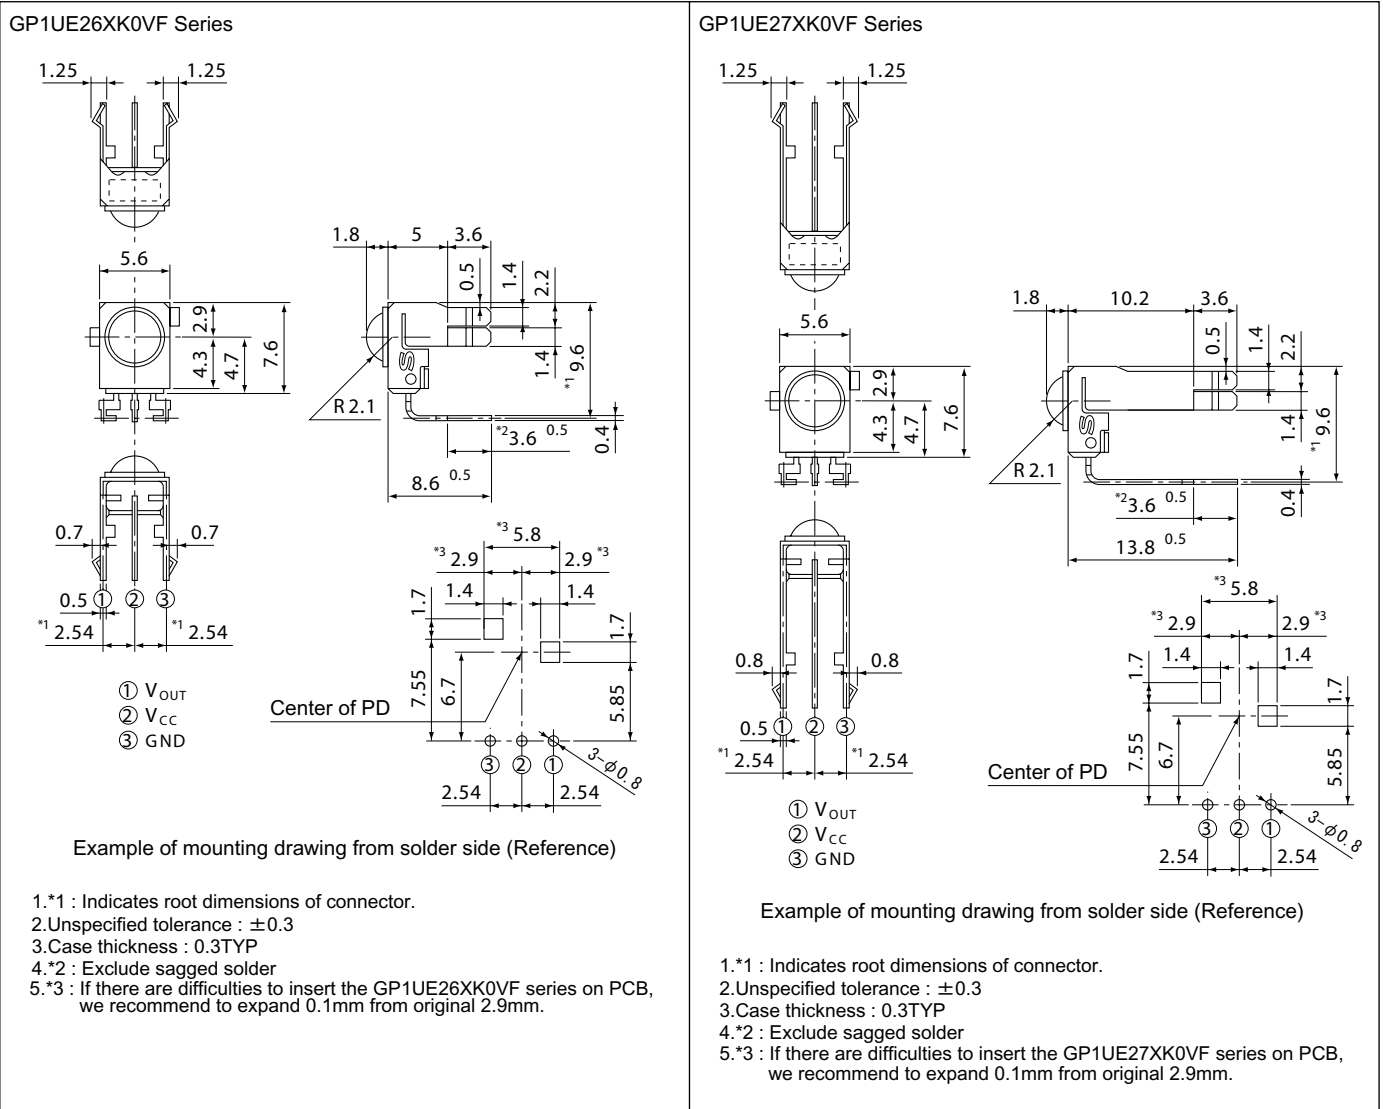 GP1UE26XK0VF Series
1.25 1.25
5.6
2.9
4.3
4.7
7.6
1.8 5 3.6
0.5
1.4
2.2
1.4
*1 9.6
R 2.1
*2 3.6 0.5
0.4
8.6 0.5
0.7 0.7
0.5 ① ② ③
*1 2.54 *1 2.54
① VOUT
② VCC
③ GND
*3 5.8
*3 2.9 2.9 *3
1.4 1.4
1.7
1.7
7.55
6.7
5.85
Center of PD
③ ② ①
3-φ0.8
2.54 2.54
Example of mounting drawing from solder side (Reference)
1.*1 : Indicates root dimensions of connector.
2.Unspecified tolerance : ±0.3
3.Case thickness : 0.3TYP
4.*2 : Exclude sagged solder
5.*3 : If there are difficulties to insert the GP1UE26XK0VF series on PCB,
we recommend to expand 0.1mm from original 2.9mm.
GP1UE27XK0VF Series
1.25 1.25
5.6
2.9
4.3
4.7
7.6
1.8 10.2 3.6
0.5
1.4
2.2
1.4
*1 9.6
R 2.1
*2 3.6 0.5
0.4
13.8 0.5
0.8 0.8
0.5 ① ② ③
*1 2.54 *1 2.54
① VOUT
② VCC
③ GND
*3 5.8
*3 2.9 2.9 *3
1.4 1.4
1.7
1.7
7.55
6.7
5.85
Center of PD
③ ② ①
3-φ0.8
2.54 2.54
Example of mounting drawing from solder side (Reference)
1.*1 : Indicates root dimensions of connector.
2.Unspecified tolerance : ±0.3
3.Case thickness : 0.3TYP
4.*2 : Exclude sagged solder
5.*3 : If there are difficulties to insert the GP1UE27XK0VF series on PCB,
we recommend to expand 0.1mm from original 2.9mm.